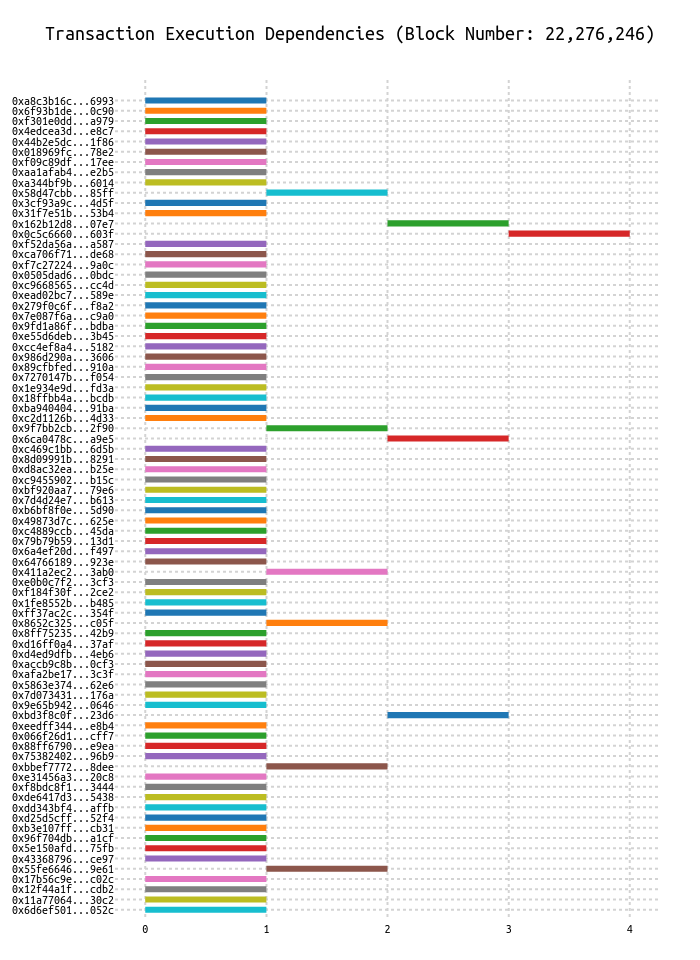 Transaction Execution Dependencies (Block Number: 22,276,246)
0xa8c3b16c...6993
0x6f93b1de...0c90
0xf301e0dd...a979
0x4edcea3d...e8c7
0x44b2e5dc...1f86
0x018969fc...78e2
0xf09c89df...17ee
0xaa1afab4...e2b5
0xa344bf9b...6014
0x58d47cbb...85ff
0x3cf93a9c...4d5f
0x31f7e51b...53b4
0x162b12d8...07e7
0x0c5c6660...603f
0xf52da56a...a587
0xca706f71...de68
0xf7c27224...9a0c
0x0505dad6...0bdc
0xc9668565...cc4d
0xead02bc7...589e
0x279f0c6f...f8a2
0x7e087f6a...c9a0
0x9fd1a86f...bdba
0xe55d6deb...3b45
0xcc4ef8a4...5182
0x986d290a...3606
0x89cfbfed...910a
0x7270147b...f054
0x1e934e9d...fd3a
0x18ffbb4a...bcdb
0xba940404...91ba
0xc2d1126b...4d33
0x9f7bb2cb...2f90
0x6ca0478c...a9e5
0xc469c1bb...6d5b
0x8d09991b...8291
0xd8ac32ea...b25e
0xc9455902...b15c
0xbf920aa7...79e6
0x7d4d24e7...b613
0xb6bf8f0e...5d90
0x49873d7c...625e
0xc4889ccb...45da
0x79b79b59...13d1
0x6a4ef20d...f497
0x64766189...923e
0x411a2ec2...3ab0
0xe0b0c7f2...3cf3
0xf184f30f...2ce2
0x1fe8552b...b485
0xff37ac2c...354f
0x8652c325...c05f
0x8ff75235...42b9
0xd16ff0a4...37af
0xd4ed9dfb...4eb6
0xaccb9c8b...0cf3
0xafa2be17...3c3f
0x5863e374...62e6
0x7d073431...176a
0x9e65b942...0646
0xbd3f8c0f...23d6
0xeedff344...e8b4
0x066f26d1...cff7
0x88ff6790...e9ea
0x75382402...96b9
0xbbef7772...8dee
0xe31456a3...20c8
0xf8bdc8f1...3444
0xde6417d3...5438
0xdd343bf4...affb
0xd25d5cff...52f4
0xb3e107ff...cb31
0x96f704db...a1cf
0x5e150afd...75fb
0x43368796...ce97
0x55fe6646...9e61
0x17b56c9e...c02c
0x12f44a1f...cdb2
0x11a77064...30c2
0x6d6ef501...052c
0 1 2 3 4